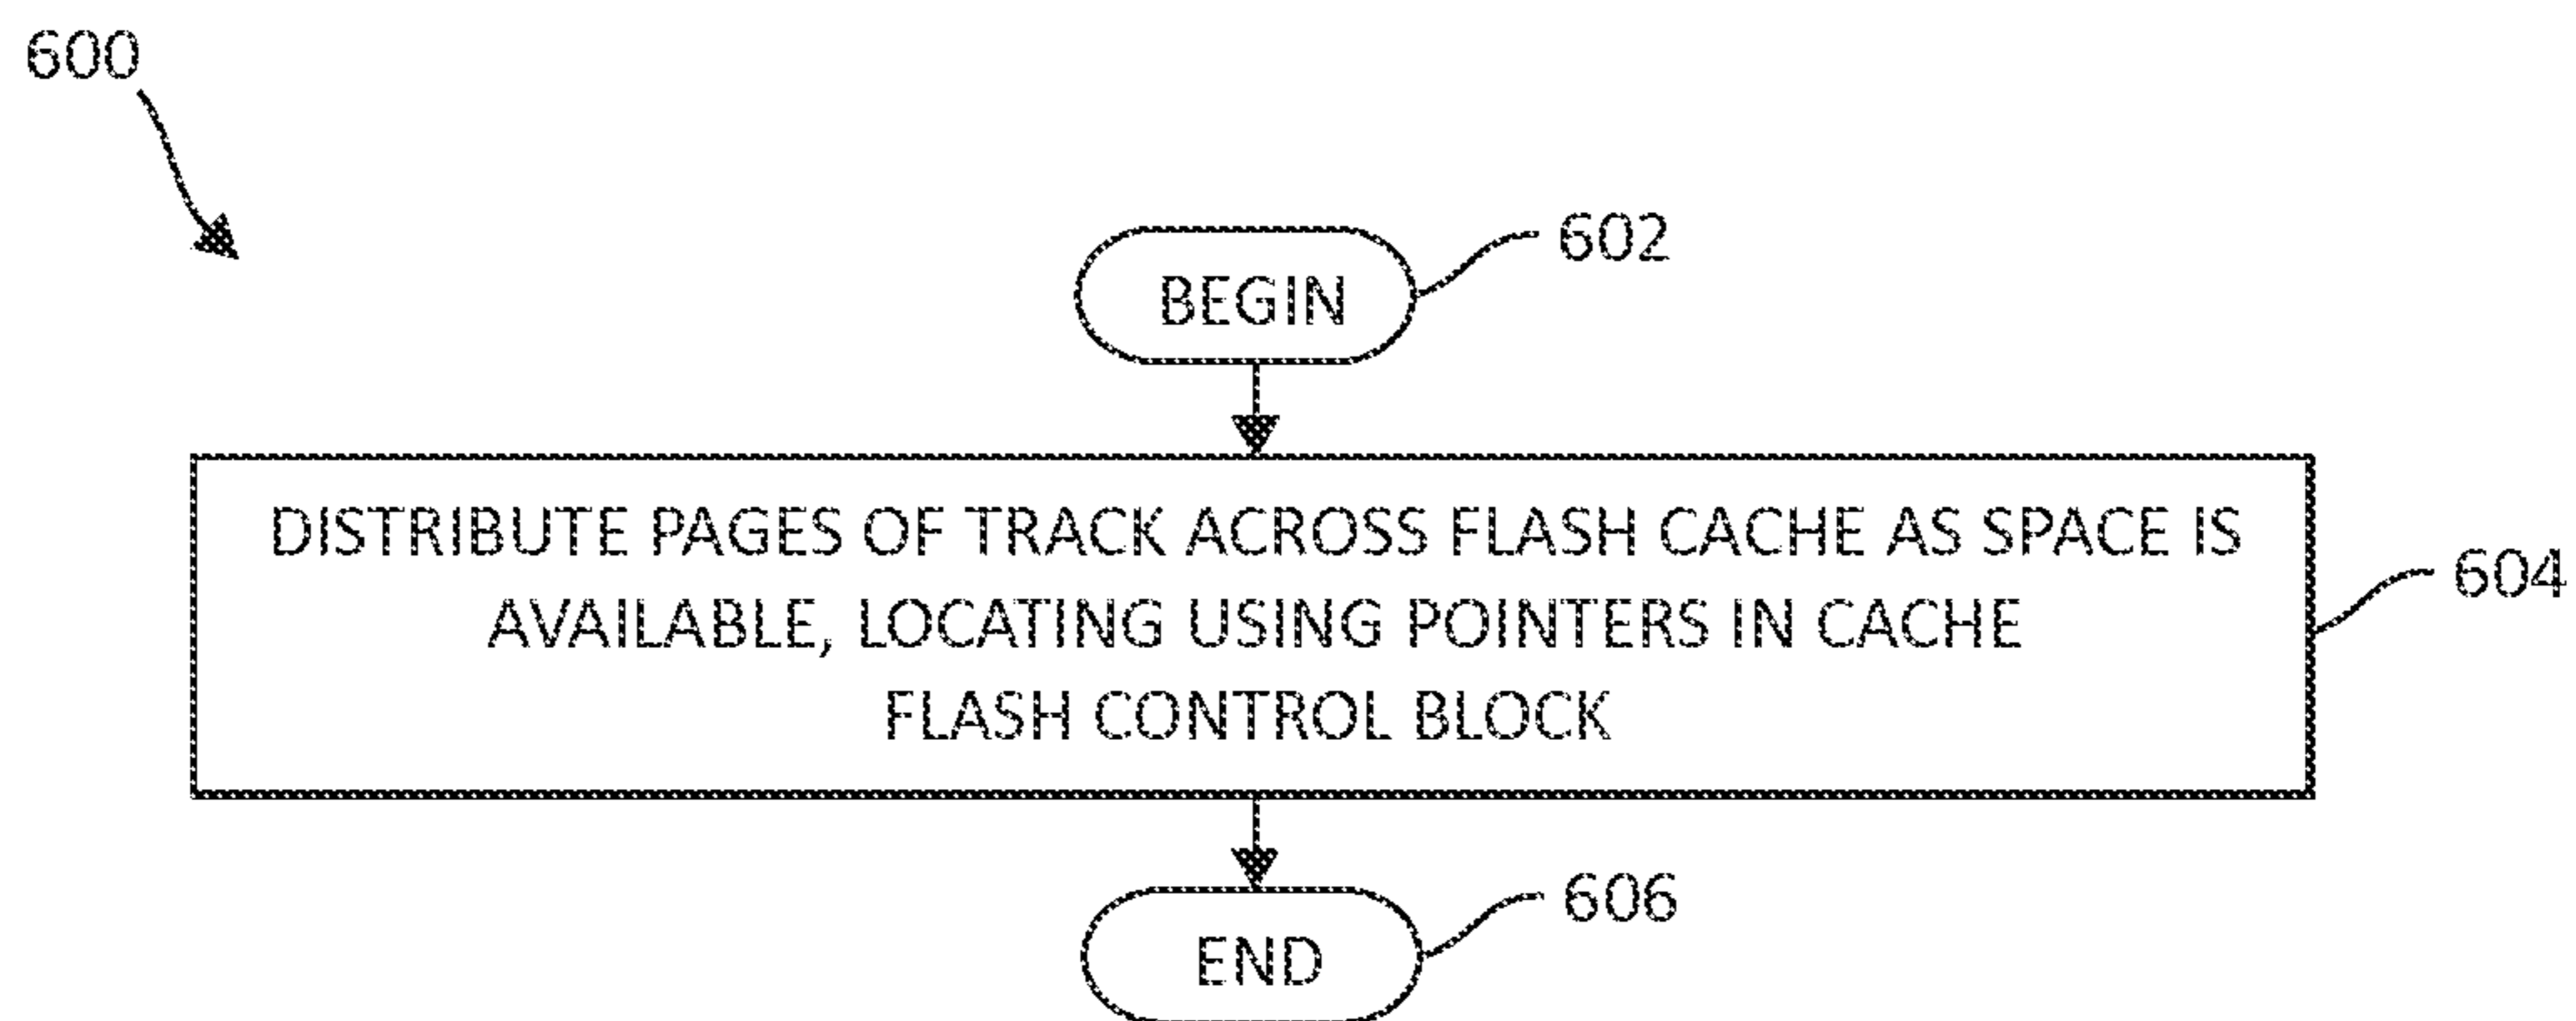 600
602
BEGIN
DISTRIBUTE PAGES OF TRACK ACROSS FLASH CACHE AS SPACE IS
AVAILABLE, LOCATING USING POINTERS IN CACHE
FLASH CONTROL BLOCK
604
606
END